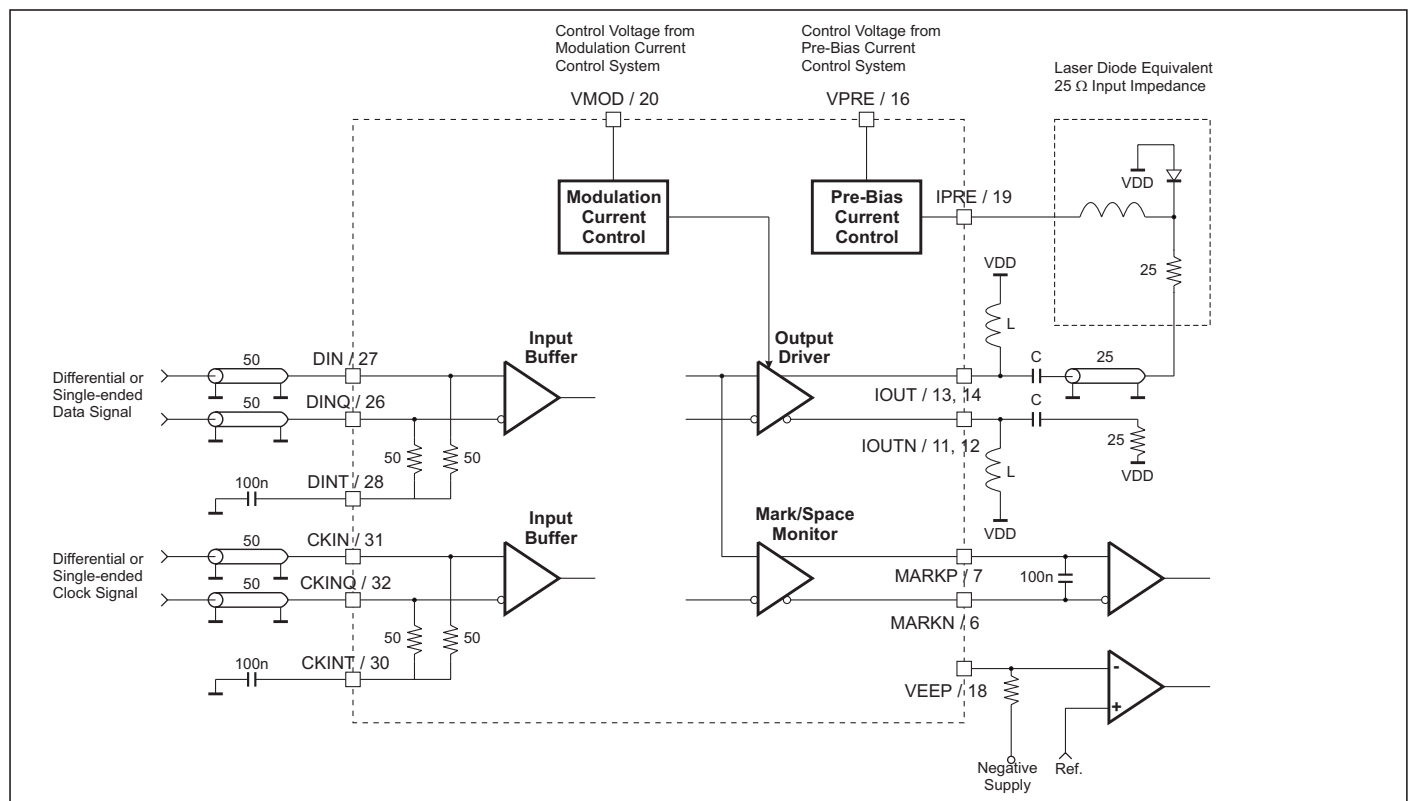 Control Voltage from
Modulation Current
Control System
Control Voltage from
Pre-Bias Current
Control System
Laser Diode Equivalent
25 Ω Input Impedance
VMOD / 20
VPRE / 16
VDD
Modulation
Current
Control
Pre-Bias
Current
Control
IPRE / 19
25
VDD
L
Input
Buffer
Output
Driver
50
DIN / 27
C
25
Differential or
Single-ended
Data Signal
50
DINQ / 26
IOUT / 13, 14
C
IOUTN / 11, 12
25
VDD
50
50
L
100n
DINT / 28
VDD
Input
Buffer
Mark/Space
Monitor
50
CKIN / 31
Differential or
Single-ended
Clock Signal
50
CKINQ / 32
MARKP / 7
100n
MARKN / 6
50
50
100n
CKINT / 30
VEEP / 18
-
+
Negative
Supply
Ref.